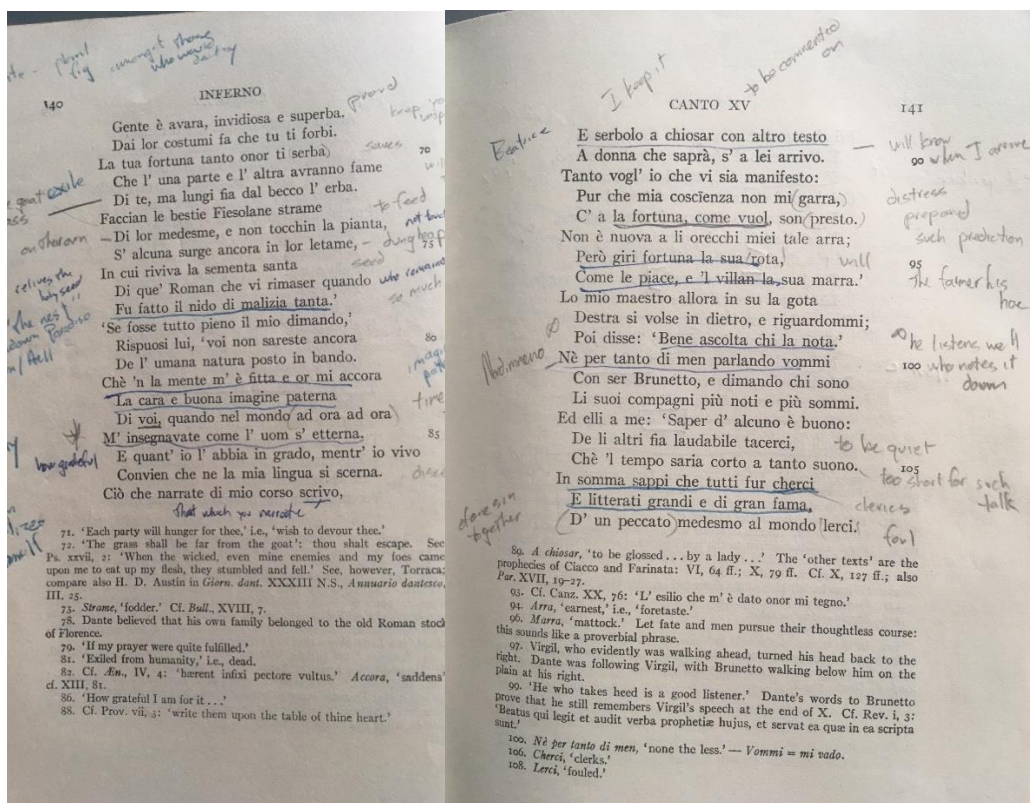 140
INFERNO
proud
Gente è avara, invidiosa e superba.
Dai lor costumi fa che tu ti forbi.
La tua fortuna tanto onor ti serba) saves 70
Che l' una parte e l' altra avranno fame
Di te, ma lungi fia dal becco l' erba.
Faccian le bestie Fiesolane strame to feed
—Di lor medesme, e non tocchin la pianta, not touch
S' alcuna surge ancora in lor letame, – dung heap 75
In cui riviva la sementa santa seed
Di que' Roman che vi rimaser quando who remained
Fu fatto il nido di malizia tanta.' so much
'Se fosse tutto pieno il mio dimando,'
Rispuosi lui, 'voi non sareste ancora 80
De l' umana natura posto in bando.
Chè 'n la mente m' è fitta e or mi accora
La cara e buona imagine paterna
Di voi, quando nel mondo (ad ora ad ora)
M' insegnavate come l' uom s' etterna. 85
how grateful E quant' io l' abbia in grado, mentr' io vivo
Convien che ne la mia lingua si scerna.
Ciò che narrate di mio corso scrivo,
that which you narrate
71. 'Each party will hunger for thee,' i.e., 'wish to devour thee.'
72. 'The grass shall be far from the goat': thou shalt escape. See
Ps. xxvii, 2: 'When the wicked, even mine enemies and my foes came
upon me to eat up my flesh, they stumbled and fell.' See, however, Torraca;
compare also H. D. Austin in Giorn. dant. XXXIII N.S., Annuario dantesco,
III. 25.
73. Strame, 'fodder.' Cf. Bull., XVIII, 7.
78. Dante believed that his own family belonged to the old Roman stock
of Florence.
79. 'If my prayer were quite fulfilled.'
81. 'Exiled from humanity,' i.e., dead.
82. Cf. Æn., IV, 4: 'hærent infixi pectore vultus.' Accora, 'saddens'
cf. XIII, 81.
86. 'How grateful I am for it . . .'
88. Cf. Prov. vii, 3: 'write them upon the table of thine heart.'
I keep it to be commented on
CANTO XV
141
Beatrice E serbolo a chiosar con altro testo
A donna che saprà, s' a lei arrivo. — will know
90 when I arrive
Tanto vogl' io che vi sia manifesto:
Pur che mia coscïenza non mi (garra,) distress
C' a la fortuna, come vuol, son (presto.) prepared
Non è nuova a li orecchi miei tale arra; such prediction
Però giri fortuna la sua rota, will 95
Come le piace, e 'l villan la sua marra.' The farmer his hoe
Lo mio maestro allora in su la gota
Destra si volse in dietro, e riguardommi;
Poi disse: 'Bene ascolta chi la nota.' he listens well
Nè per tanto di men parlando vommi 100 who notes it down
Con ser Brunetto, e dimando chi sono
Li suoi compagni più noti e più sommi.
Ed elli a me: 'Saper d' alcuno è buono:
De li altri fia laudabile tacerci, to be quiet
Chè 'l tempo saria corto a tanto suono. 105 too short for such talk
In somma sappi che tutti fur cherci
E litterati grandi e di gran fama, clerics
D' un peccato) medesmo al mondo lerci. foul
89. A chiosar, 'to be glossed . . . by a lady . . .' The 'other texts' are the
prophecies of Ciacco and Farinata: VI, 64 ff.; X, 79 ff. Cf. X, 127 ff.; also
Par. XVII, 19-27.
93. Cf. Canz. XX, 76: 'L' esilio che m' è dato onor mi tegno.'
94. Arra, 'earnest,' i.e., 'foretaste.'
96. Marra, 'mattock.' Let fate and men pursue their thoughtless course:
this sounds like a proverbial phrase.
97. Virgil, who evidently was walking ahead, turned his head back to the
right. Dante was following Virgil, with Brunetto walking below him on the
plain at his right.
99. 'He who takes heed is a good listener.' Dante's words to Brunetto
prove that he still remembers Virgil's speech at the end of X. Cf. Rev. i, 3:
'Beatus qui legit et audit verba prophetiæ hujus, et servat ea quæ in ea scripta
sunt.'
100. Nè per tanto di men, 'none the less.' — Vommi = mi vado.
106. Cherci, 'clerks.'
108. Lerci, 'fouled.'